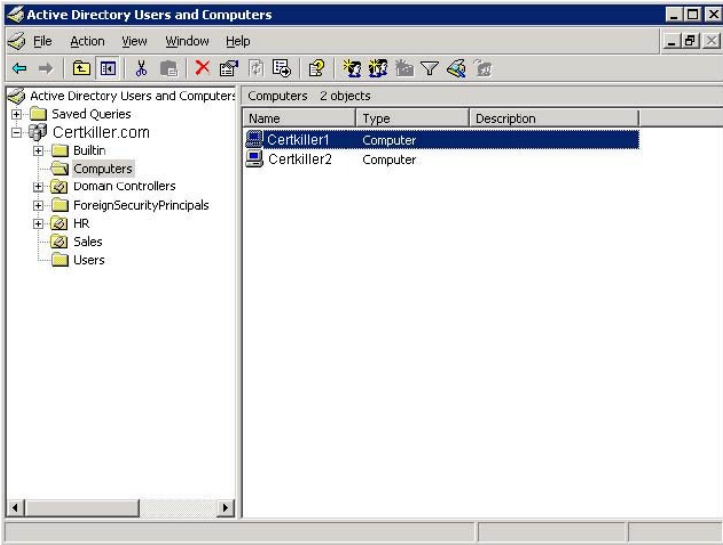 Active Directory Users and Computers
File Action View Window Help
Active Directory Users and Computers
Computers 2 objects
Saved Queries
Certkiller.com
Builtin
Computers
Domain Controllers
ForeignSecurityPrincipals
HR
Sales
Users
Name Type Description
Certkiller1 Computer
Certkiller2 Computer